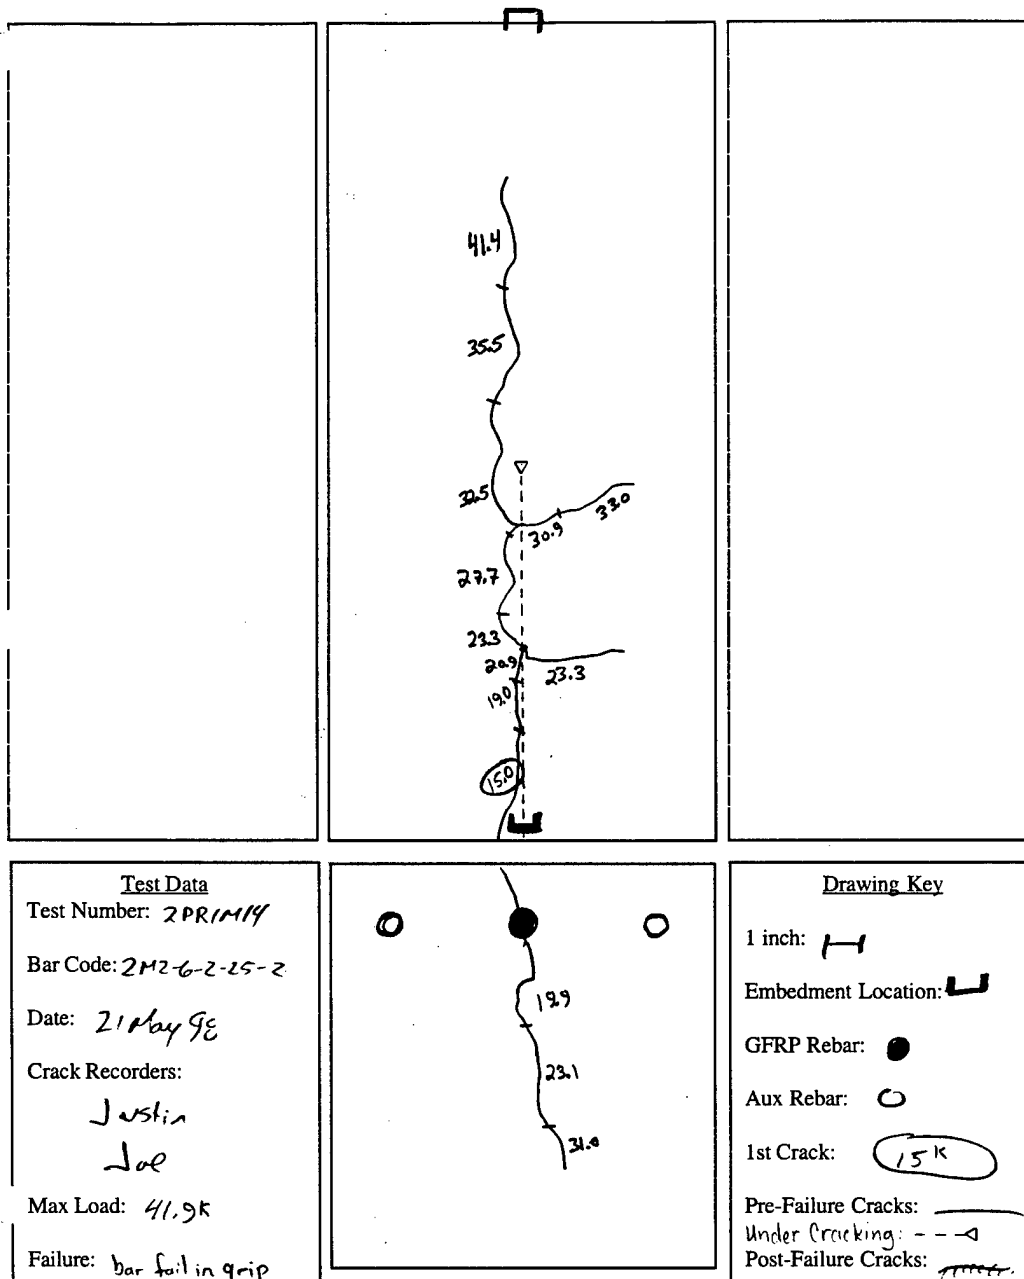 41.4
35.5
32.5
33.0
30.9
27.7
23.3
20.9
23.3
19.0
15.0
Test Data
Test Number: 2PR1M14
Bar Code: 2M2-6-2-25-2
Date: 21 May 98
Crack Recorders:
Justin
Joe
Max Load: 41.9K
Failure: bar fail in grip
19.9
23.1
31.0
Drawing Key
1 inch:
Embedment Location:
GFRP Rebar:
Aux Rebar:
1st Crack: 15K
Pre-Failure Cracks:
Under Cracking:
Post-Failure Cracks: